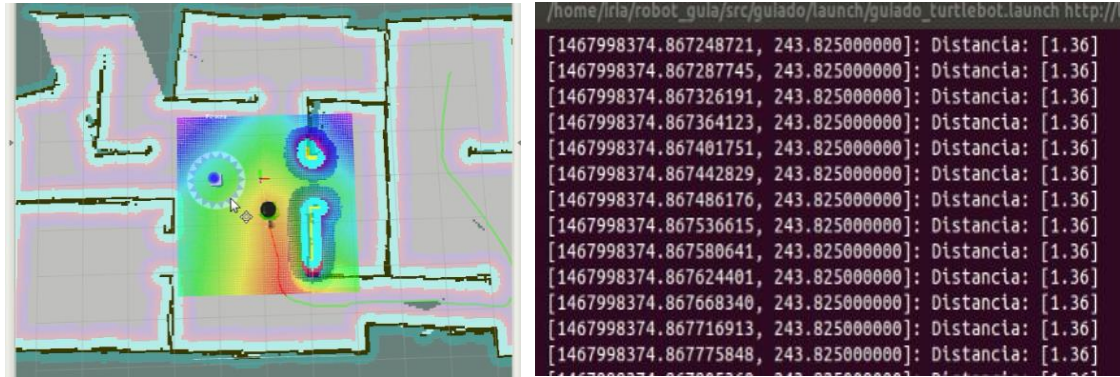 /home/iria/robot_guia/src/guiado/launch/guiado_turtlebot.launch http://
[1467998374.867248721, 243.825000000]: Distancia: [1.36]
[1467998374.867287745, 243.825000000]: Distancia: [1.36]
[1467998374.867326191, 243.825000000]: Distancia: [1.36]
[1467998374.867364123, 243.825000000]: Distancia: [1.36]
[1467998374.867401751, 243.825000000]: Distancia: [1.36]
[1467998374.867442829, 243.825000000]: Distancia: [1.36]
[1467998374.867486176, 243.825000000]: Distancia: [1.36]
[1467998374.867536615, 243.825000000]: Distancia: [1.36]
[1467998374.867580641, 243.825000000]: Distancia: [1.36]
[1467998374.867624401, 243.825000000]: Distancia: [1.36]
[1467998374.867668340, 243.825000000]: Distancia: [1.36]
[1467998374.867716913, 243.825000000]: Distancia: [1.36]
[1467998374.867775848, 243.825000000]: Distancia: [1.36]